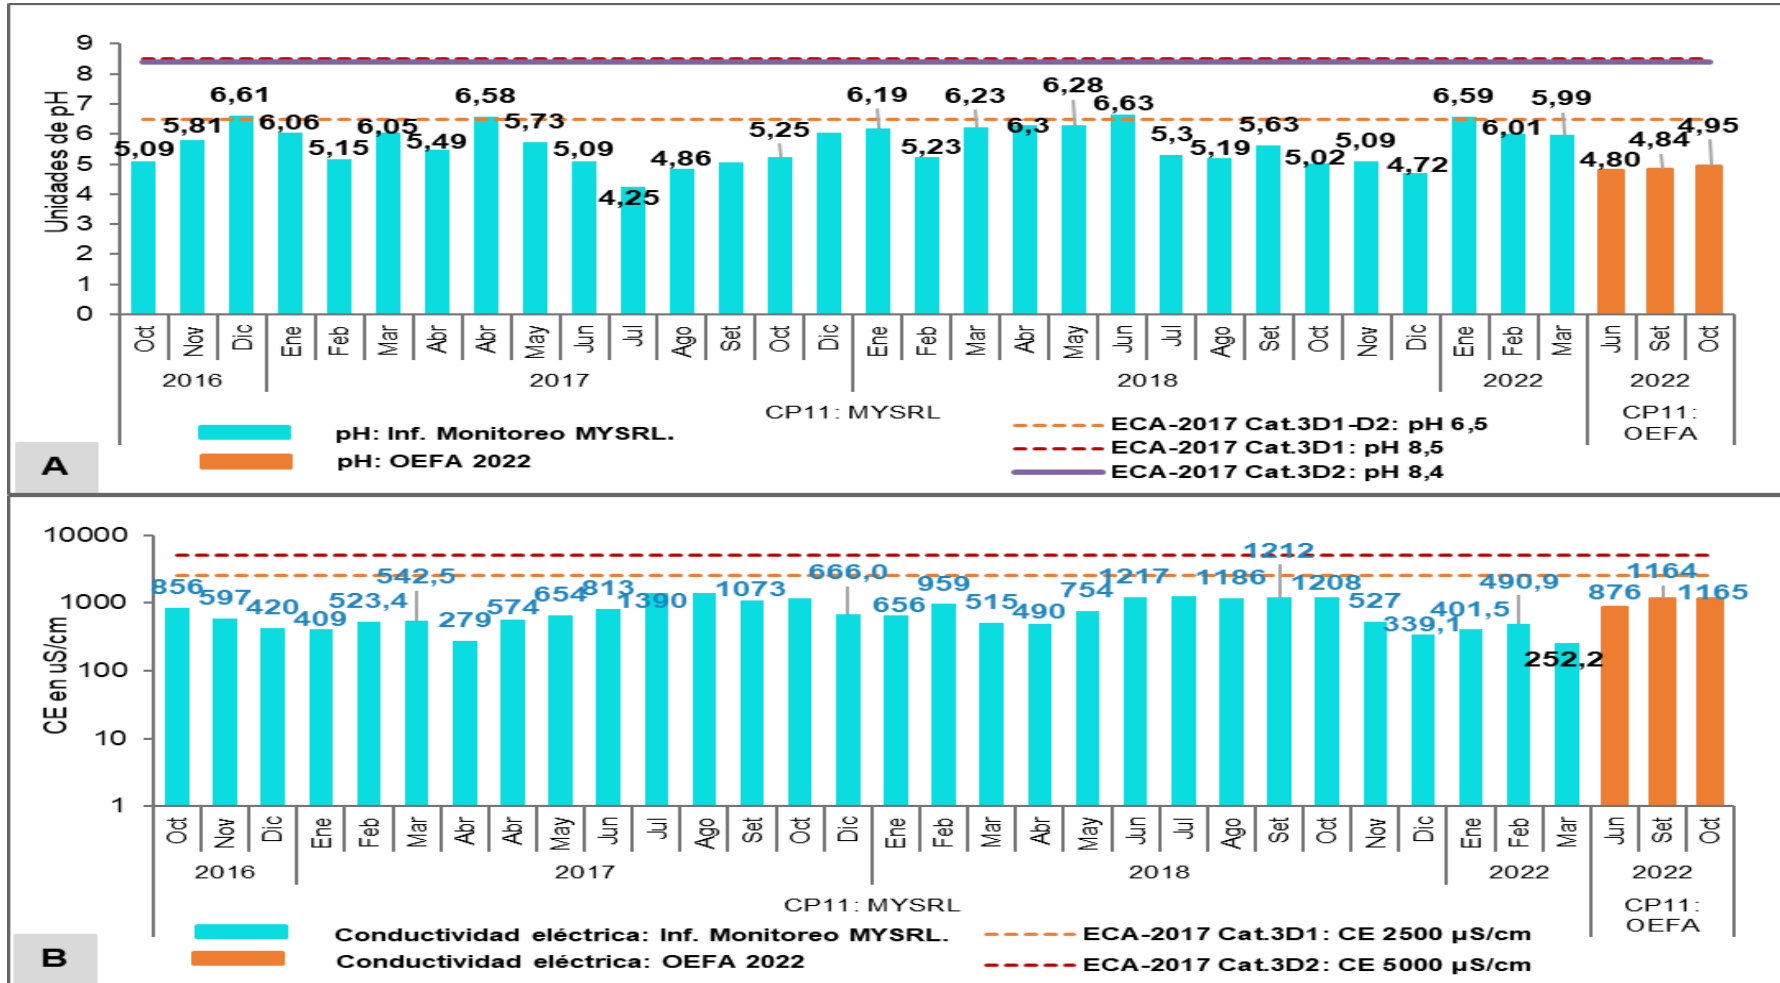 9
8
7
6
5
4
3
2
1
0
Unidades de pH
5,09 5,81 6,61 6,06 5,15 6,05 5,49 6,58 5,73 5,09 4,25 4,86 5,25 6,19 5,23 6,23 6,3 6,28 6,63 5,3 5,19 5,63 5,02 5,09 4,72 6,59 6,01 5,99 4,80 4,84 4,95
Oct Nov Dic Ene Feb Mar Abr Abr May Jun Jul Ago Set Oct Dic Ene Feb Mar Abr May Jun Jul Ago Set Oct Nov Dic Ene Feb Mar Jun Set Oct
2016 2017 2018 2022 2022
CP11: MYSRL CP11: OEFA
pH: Inf. Monitoreo MYSRL.
pH: OEFA 2022
ECA-2017 Cat.3D1-D2: pH 6,5
ECA-2017 Cat.3D1: pH 8,5
ECA-2017 Cat.3D2: pH 8,4
A
10000
1000
100
10
1
CE en uS/cm
856 597 420 409 523,4 542,5 279 574 654 813 1390 1073 666,0 656 959 515 490 754 1217 1186 1212 1208 527 339,1 401,5 490,9 252,2 876 1164 1165
Oct Nov Dic Ene Feb Mar Abr Abr May Jun Jul Ago Set Oct Dic Ene Feb Mar Abr May Jun Jul Ago Set Oct Nov Dic Ene Feb Mar Jun Set Oct
2016 2017 2018 2022 2022
CP11: MYSRL CP11: OEFA
Conductividad eléctrica: Inf. Monitoreo MYSRL.
Conductividad eléctrica: OEFA 2022
ECA-2017 Cat.3D1: CE 2500 µS/cm
ECA-2017 Cat.3D2: CE 5000 µS/cm
B